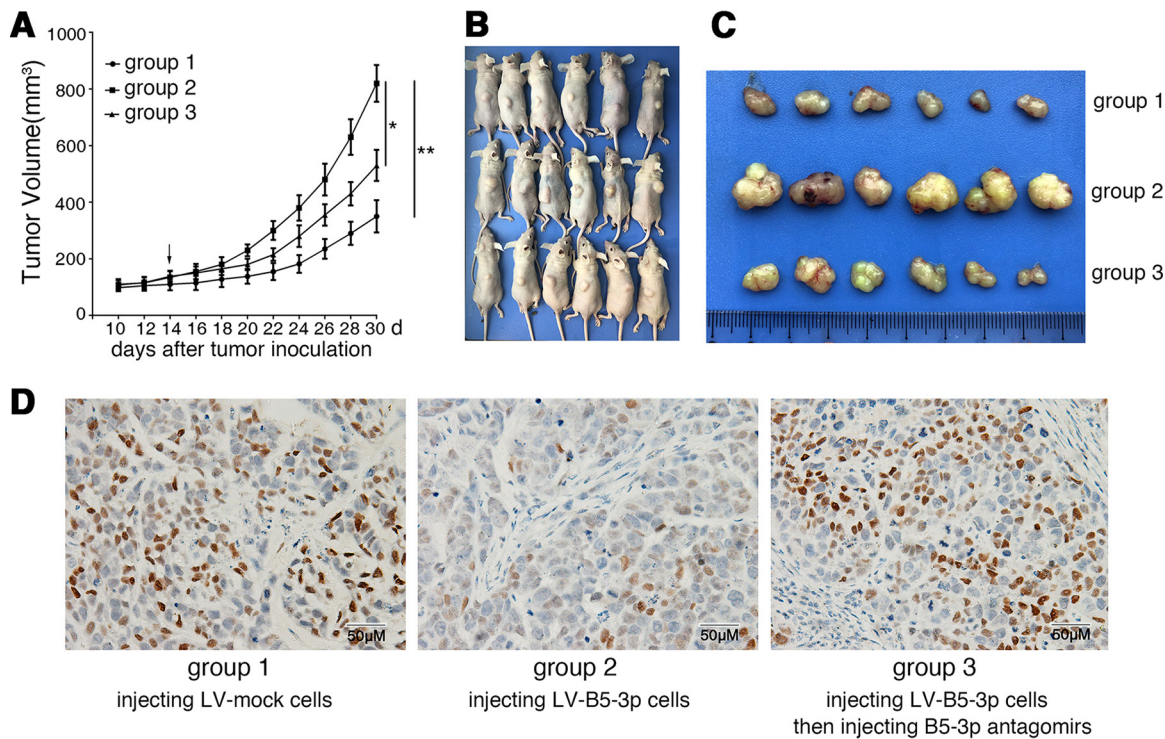 A
1000
800
600
400
200
0
Tumor Volume(mm³)
group 1
group 2
group 3
*
**
10 12 14 16 18 20 22 24 26 28 30 d
days after tumor inoculation
B
C
group 1
group 2
group 3
D
50μM
50μM
50μM
group 1
group 2
group 3
injecting LV-mock cells
injecting LV-B5-3p cells
injecting LV-B5-3p cells
then injecting B5-3p antagomirs